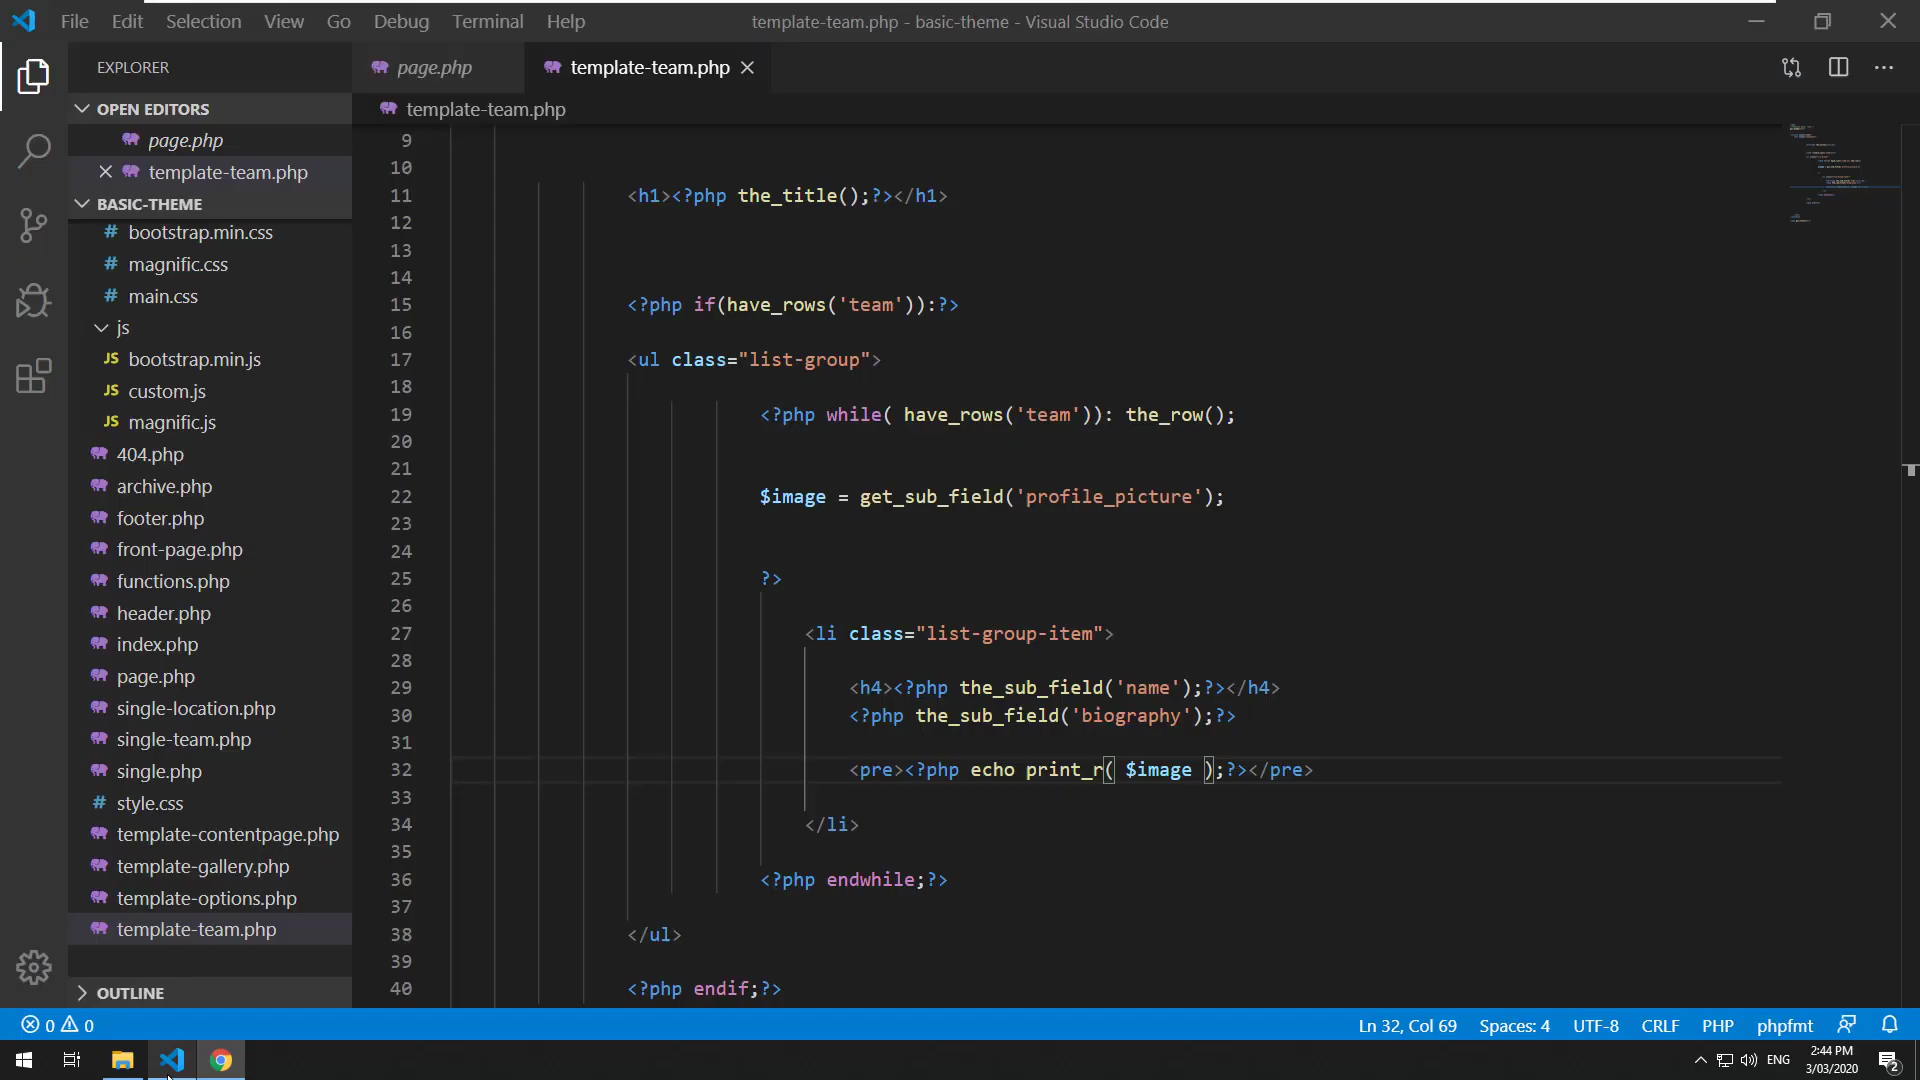 File Edit Selection View Go Debug Terminal Help
template-team.php - basic-theme - Visual Studio Code
EXPLORER
OPEN EDITORS
page.php
template-team.php
BASIC-THEME
# bootstrap.min.css
# magnific.css
# main.css
js
JS bootstrap.min.js
JS custom.js
JS magnific.js
404.php
archive.php
footer.php
front-page.php
functions.php
header.php
index.php
page.php
single-location.php
single-team.php
single.php
# style.css
template-contentpage.php
template-gallery.php
template-options.php
template-team.php
OUTLINE
page.php
template-team.php
template-team.php
9
10
11 <h1><?php the_title();?></h1>
12
13
14
15 <?php if(have_rows('team')):?>
16
17 <ul class="list-group">
18
19 <?php while( have_rows('team')): the_row();
20
21
22 $image = get_sub_field('profile_picture');
23
24
25 ?>
26
27 <li class="list-group-item">
28
29 <h4><?php the_sub_field('name');?></h4>
30 <?php the_sub_field('biography');?>
31
32 <pre><?php echo print_r( $image );?></pre>
33
34 </li>
35
36 <?php endwhile;?>
37
38 </ul>
39
40 <?php endif;?>
0 0
Ln 32, Col 69 Spaces: 4 UTF-8 CRLF PHP phpfmt
ENG
2:44 PM
3/03/2020
2